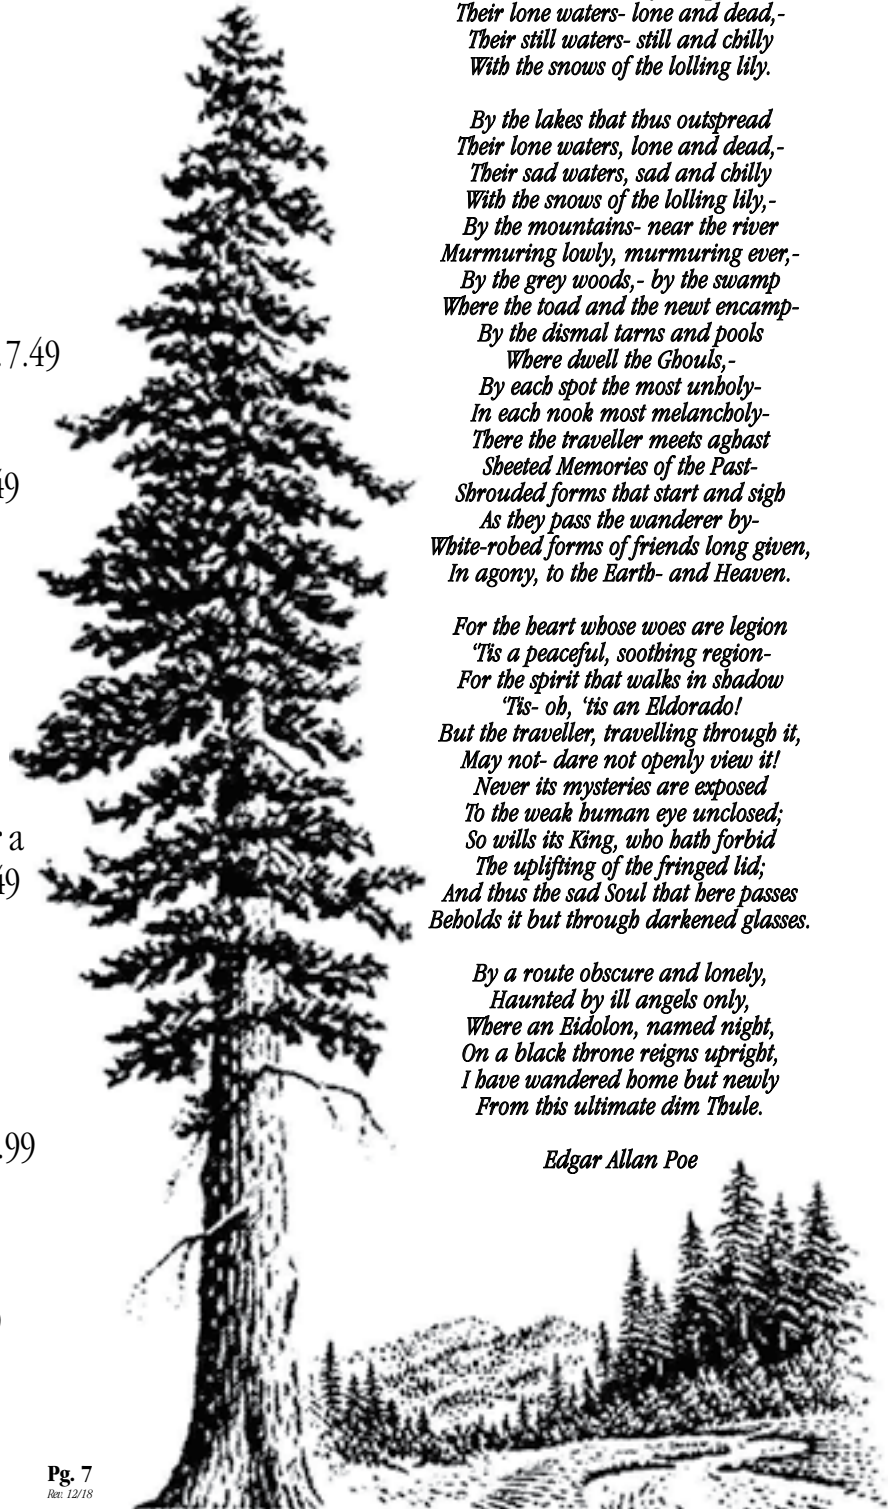 Their lone waters- lone and dead,-
Their still waters- still and chilly
With the snows of the lolling lily.
By the lakes that thus outspread
Their lone waters, lone and dead,-
Their sad waters, sad and chilly
With the snows of the lolling lily,-
By the mountains- near the river
Murmuring lowly, murmuring ever,-
By the grey woods,- by the swamp
Where the toad and the newt encamp-
By the dismal tarns and pools
Where dwell the Ghouls,-
By each spot the most unholy-
In each nook most melancholy-
There the traveller meets aghast
Sheeted Memories of the Past-
Shrouded forms that start and sigh
As they pass the wanderer by-
White-robed forms of friends long given,
In agony, to the Earth- and Heaven.
For the heart whose woes are legion
‘Tis a peaceful, soothing region-
For the spirit that walks in shadow
‘Tis- oh, ‘tis an Eldorado!
But the traveller, travelling through it,
May not- dare not openly view it!
Never its mysteries are exposed
To the weak human eye unclosed;
So wills its King, who hath forbid
The uplifting of the fringed lid;
And thus the sad Soul that here passes
Beholds it but through darkened glasses.
By a route obscure and lonely,
Haunted by ill angels only,
Where an Eidolon, named night,
On a black throne reigns upright,
I have wandered home but newly
From this ultimate dim Thule.
Edgar Allan Poe
.7.49
49
a
49
.99
Pg. 7
Rev. 12/18